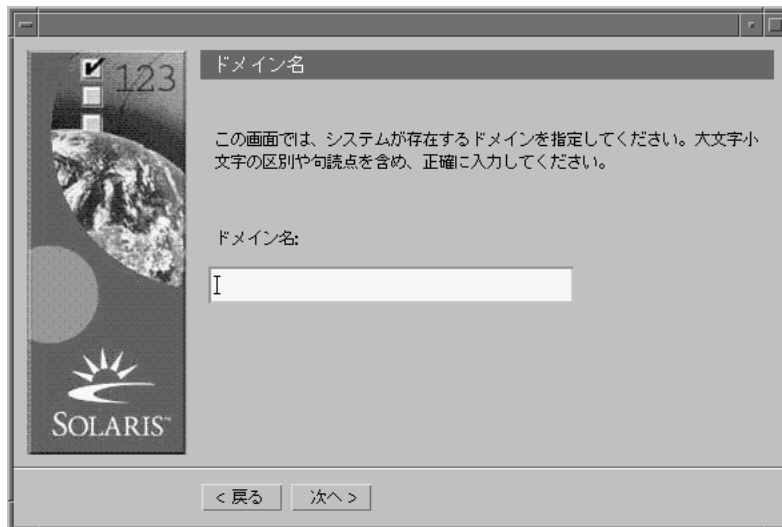 ドメイン名
123
この画面では、システムが存在するドメインを指定してください。大文字小
文字の区別や句読点を含め、正確に入力してください。
ドメイン名:
SOLARIS™
< 戻る
次へ >